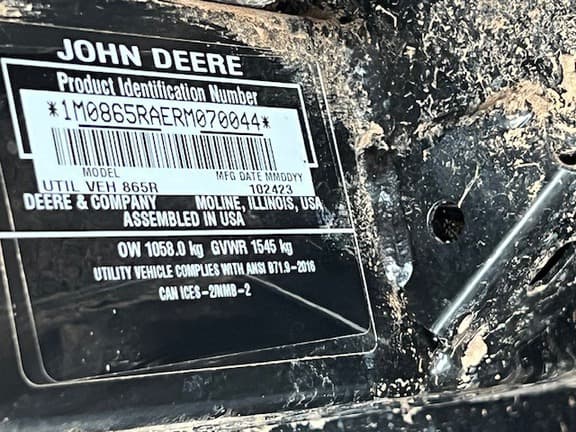 JOHN DEERE
Product Identification Number
*1M0865RAERM070044*
MODEL MFG DATE MMDDYY
UTIL VEH 865R 102423
DEERE & COMPANY MOLINE, ILLINOIS, USA
ASSEMBLED IN USA
OW 1058.0 kg GVWR 1545 kg
UTILITY VEHICLE COMPLIES WITH ANSI B71.9-2016
CAN ICES-2/NMB-2